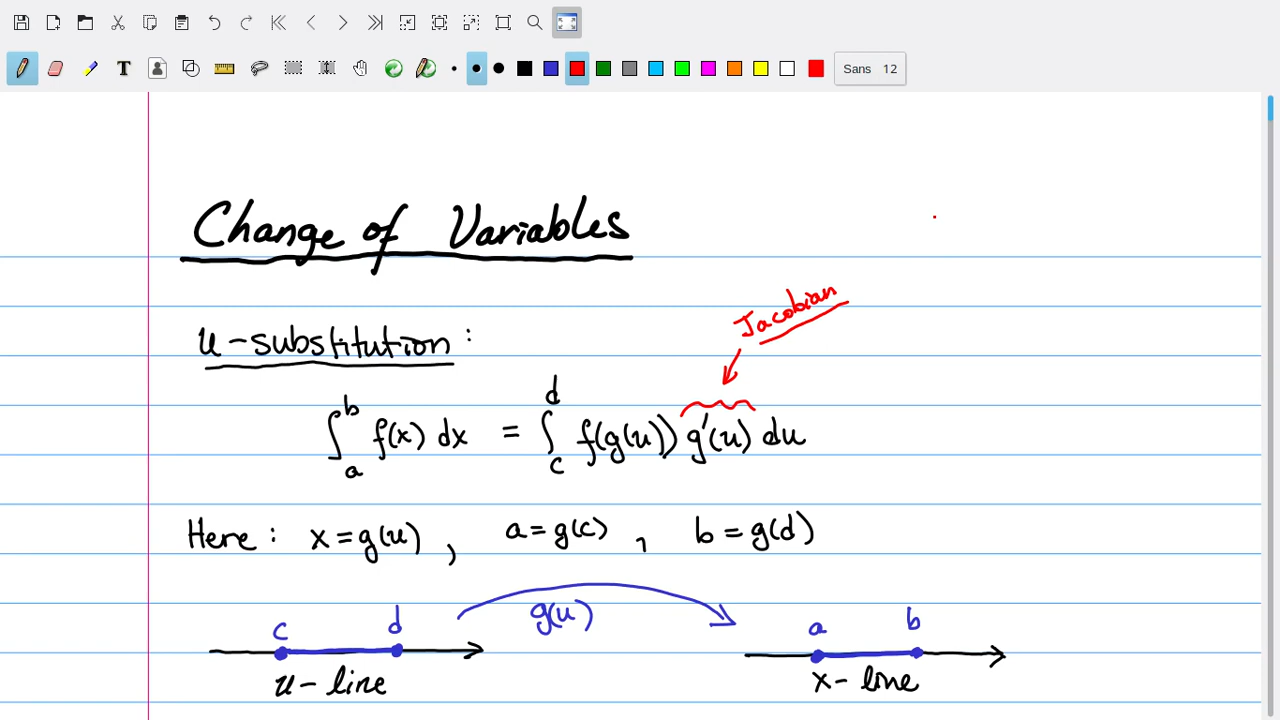 T Sans 12
Change of Variables
Jacobian
u-substitution:
∫_a^b f(x) dx = ∫_c^d f(g(u)) g'(u) du
Here: x=g(u), a=g(c), b=g(d)
c d g(u) a b
u-line x-line